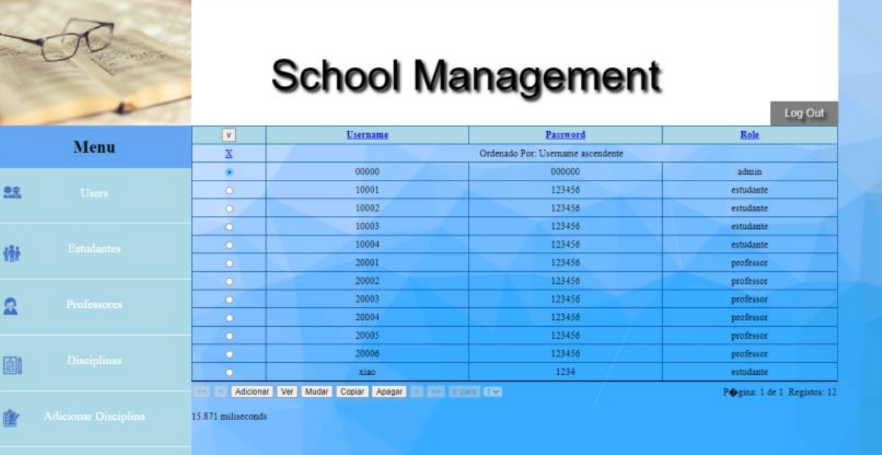 School Management
Log Out
Menu
Users
Estudantes
Professores
Disciplinas
Adicionar Disciplina
v Username Password Role
X Ordenado Por: Username ascendente
00000 000000 admin
10001 123456 estudante
10002 123456 estudante
10003 123456 estudante
10004 123456 estudante
20001 123456 professor
20002 123456 professor
20003 123456 professor
20004 123456 professor
20005 123456 professor
20006 123456 professor
xiao 1234 estudante
<< < Adicionar Ver Mudar Copiar Apagar > >> Ir para 1 P�gina: 1 de 1 Registos: 12
15.871 miliseconds